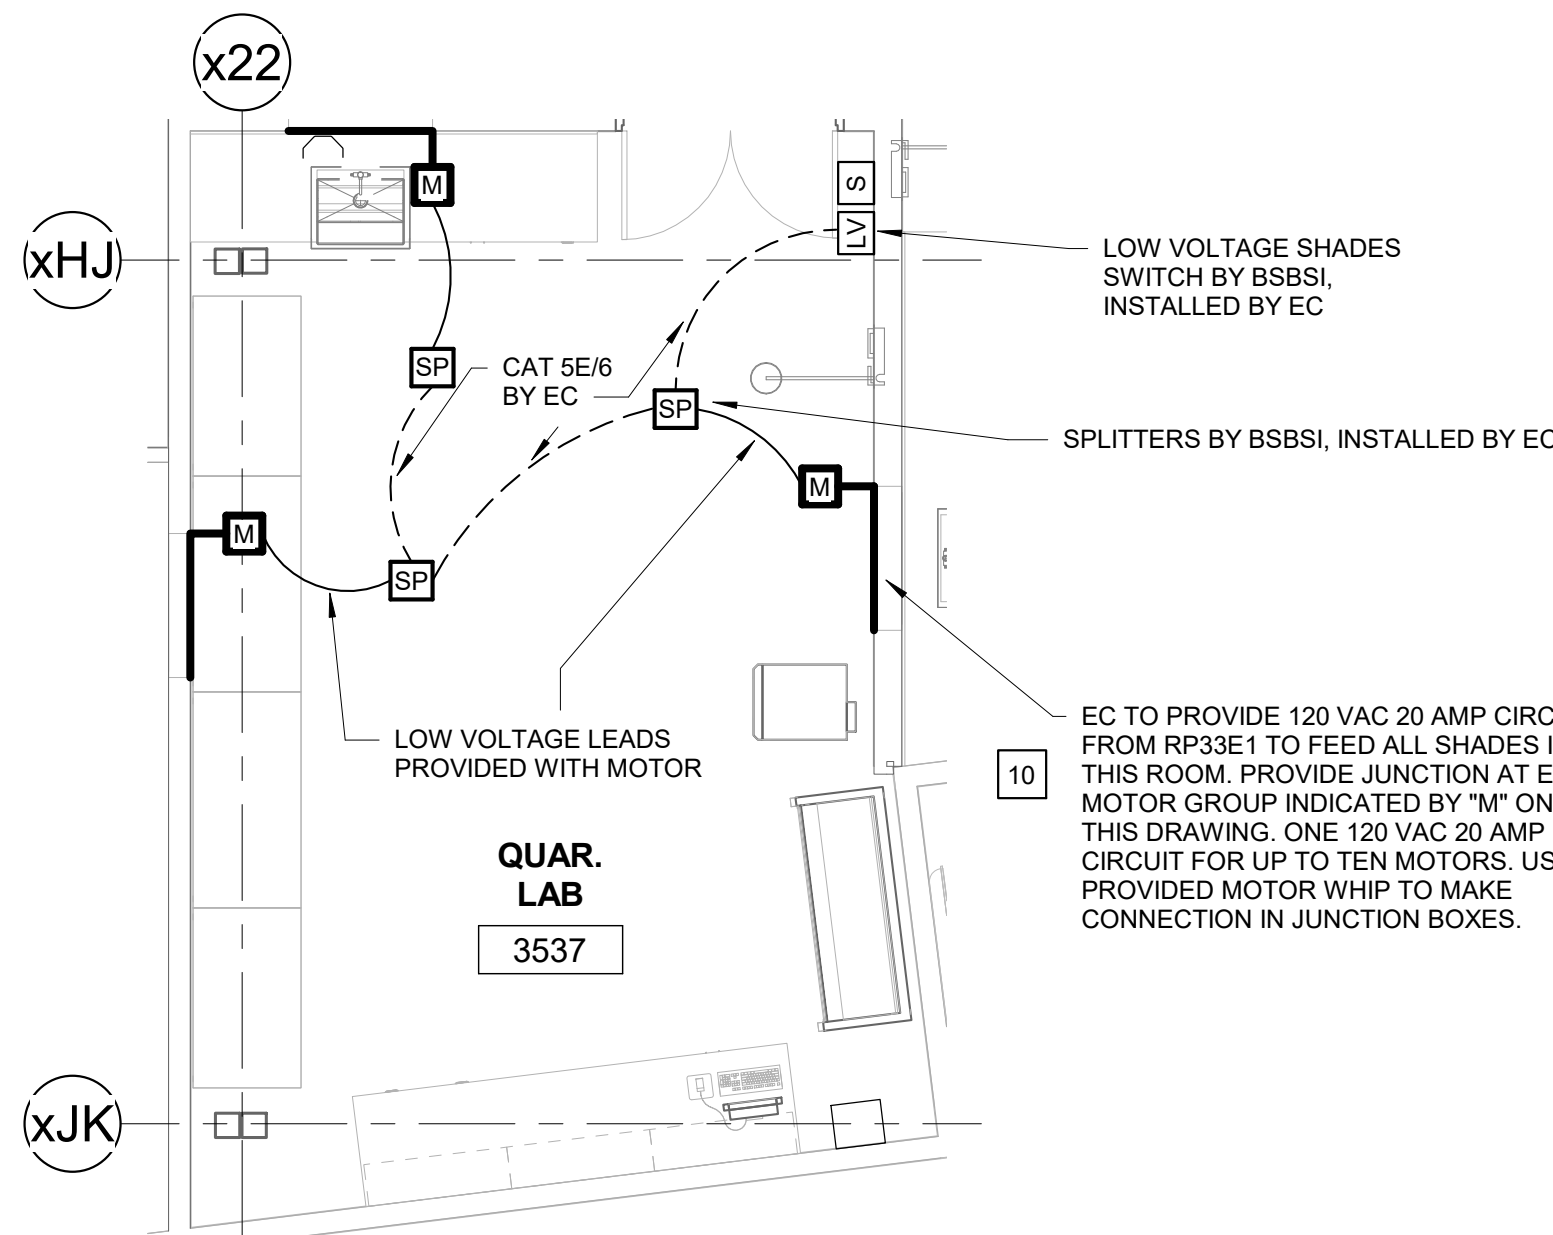 x22
M
S
LV
xHJ
LOW VOLTAGE SHADES
SWITCH BY BSBSI,
INSTALLED BY EC
SP
CAT 5E/6
BY EC
SP
SPLITTERS BY BSBSI, INSTALLED BY EC
M
M
SP
LOW VOLTAGE LEADS
PROVIDED WITH MOTOR
10
EC TO PROVIDE 120 VAC 20 AMP
FROM RP33E1 TO FEED ALL SHADES
THIS ROOM. PROVIDE JUNCTION AT
MOTOR GROUP INDICATED BY "M" ON
THIS DRAWING. ONE 120 VAC 20 AMP
CIRCUIT FOR UP TO TEN MOTORS.
PROVIDED MOTOR WHIP TO MAKE
CONNECTION IN JUNCTION BOXES.
QUAR.
LAB
3537
xJK